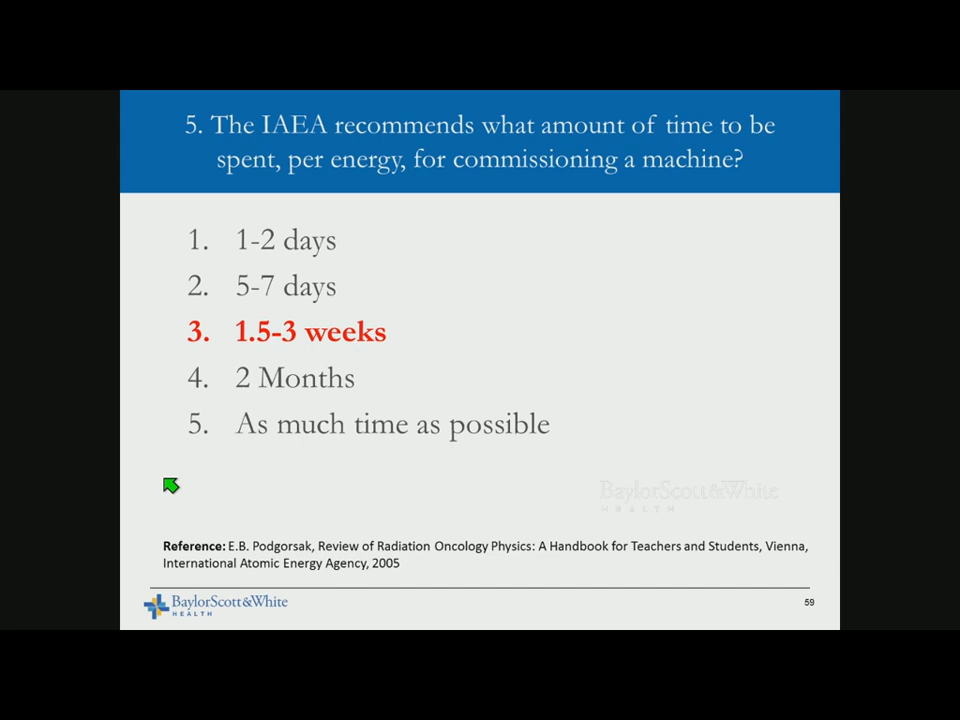 5. The IAEA recommends what amount of time to be
spent, per energy, for commissioning a machine?
1. 1-2 days
2. 5-7 days
3. 1.5-3 weeks
4. 2 Months
5. As much time as possible
BaylorScott&White
HEALTH
Reference: E.B. Podgorsak, Review of Radiation Oncology Physics: A Handbook for Teachers and Students, Vienna,
International Atomic Energy Agency, 2005
BaylorScott&White
HEALTH
59